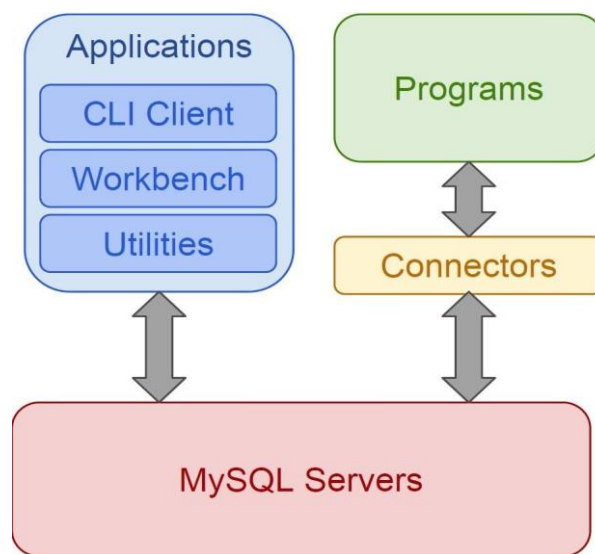 Applications
CLI Client
Workbench
Utilities
Programs
Connectors
MySQL Servers